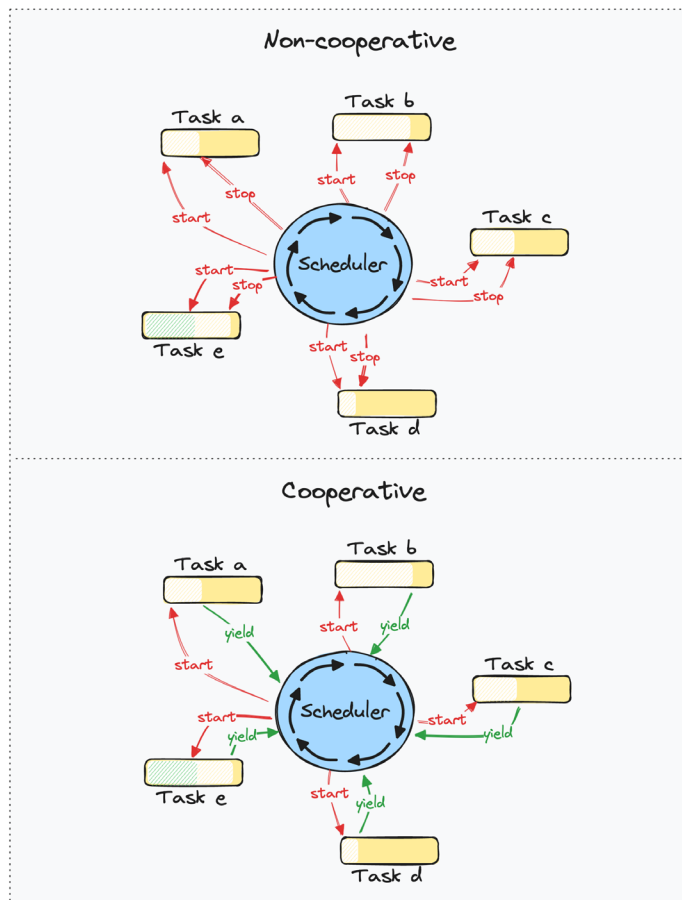 Non-cooperative
Task a
Task b
start
stop
start
stop
Task c
Scheduler
start
stop
start
stop
Task e
start
stop
Task d
Cooperative
Task a
Task b
start
yield
yield
start
Task c
Scheduler
start
yield
start
yield
Task e
start
yield
Task d